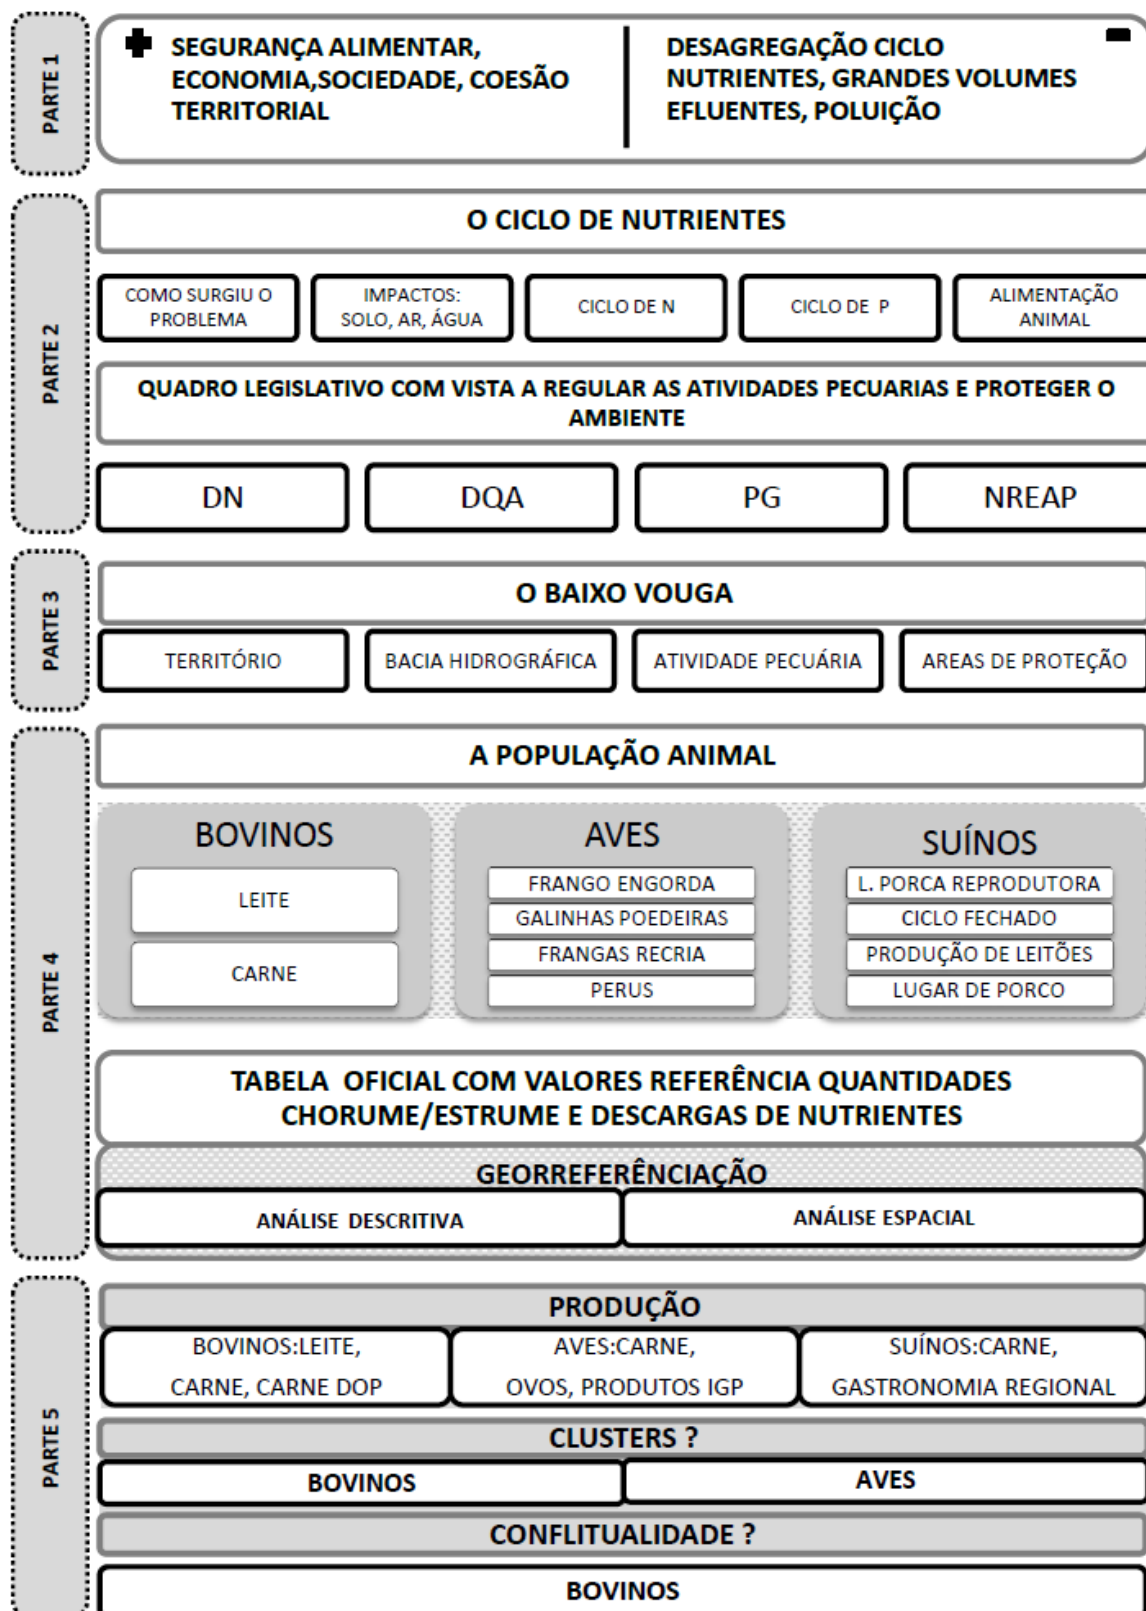 PARTE 1
SEGURANÇA ALIMENTAR,
ECONOMIA,SOCIEDADE, COESÃO
TERRITORIAL
DESAGREGAÇÃO CICLO
NUTRIENTES, GRANDES VOLUMES
EFLUENTES, POLUIÇÃO
PARTE 2
O CICLO DE NUTRIENTES
COMO SURGIU O
PROBLEMA
IMPACTOS:
SOLO, AR, ÁGUA
CICLO DE N
CICLO DE P
ALIMENTAÇÃO
ANIMAL
QUADRO LEGISLATIVO COM VISTA A REGULAR AS ATIVIDADES PECUARIAS E PROTEGER O
AMBIENTE
DN
DQA
PG
NREAP
PARTE 3
O BAIXO VOUGA
TERRITÓRIO
BACIA HIDROGRÁFICA
ATIVIDADE PECUÁRIA
AREAS DE PROTEÇÃO
PARTE 4
A POPULAÇÃO ANIMAL
BOVINOS
LEITE
CARNE
AVES
FRANGO ENGORDA
GALINHAS POEDEIRAS
FRANGAS RECRIA
PERUS
SUÍNOS
L. PORCA REPRODUTORA
CICLO FECHADO
PRODUÇÃO DE LEITÕES
LUGAR DE PORCO
TABELA OFICIAL COM VALORES REFERÊNCIA QUANTIDADES
CHORUME/ESTRUME E DESCARGAS DE NUTRIENTES
GEORREFERÊNCIAÇÃO
ANÁLISE DESCRITIVA
ANÁLISE ESPACIAL
PARTE 5
PRODUÇÃO
BOVINOS:LEITE,
CARNE, CARNE DOP
AVES:CARNE,
OVOS, PRODUTOS IGP
SUÍNOS:CARNE,
GASTRONOMIA REGIONAL
CLUSTERS ?
BOVINOS
AVES
CONFLITUALIDADE ?
BOVINOS